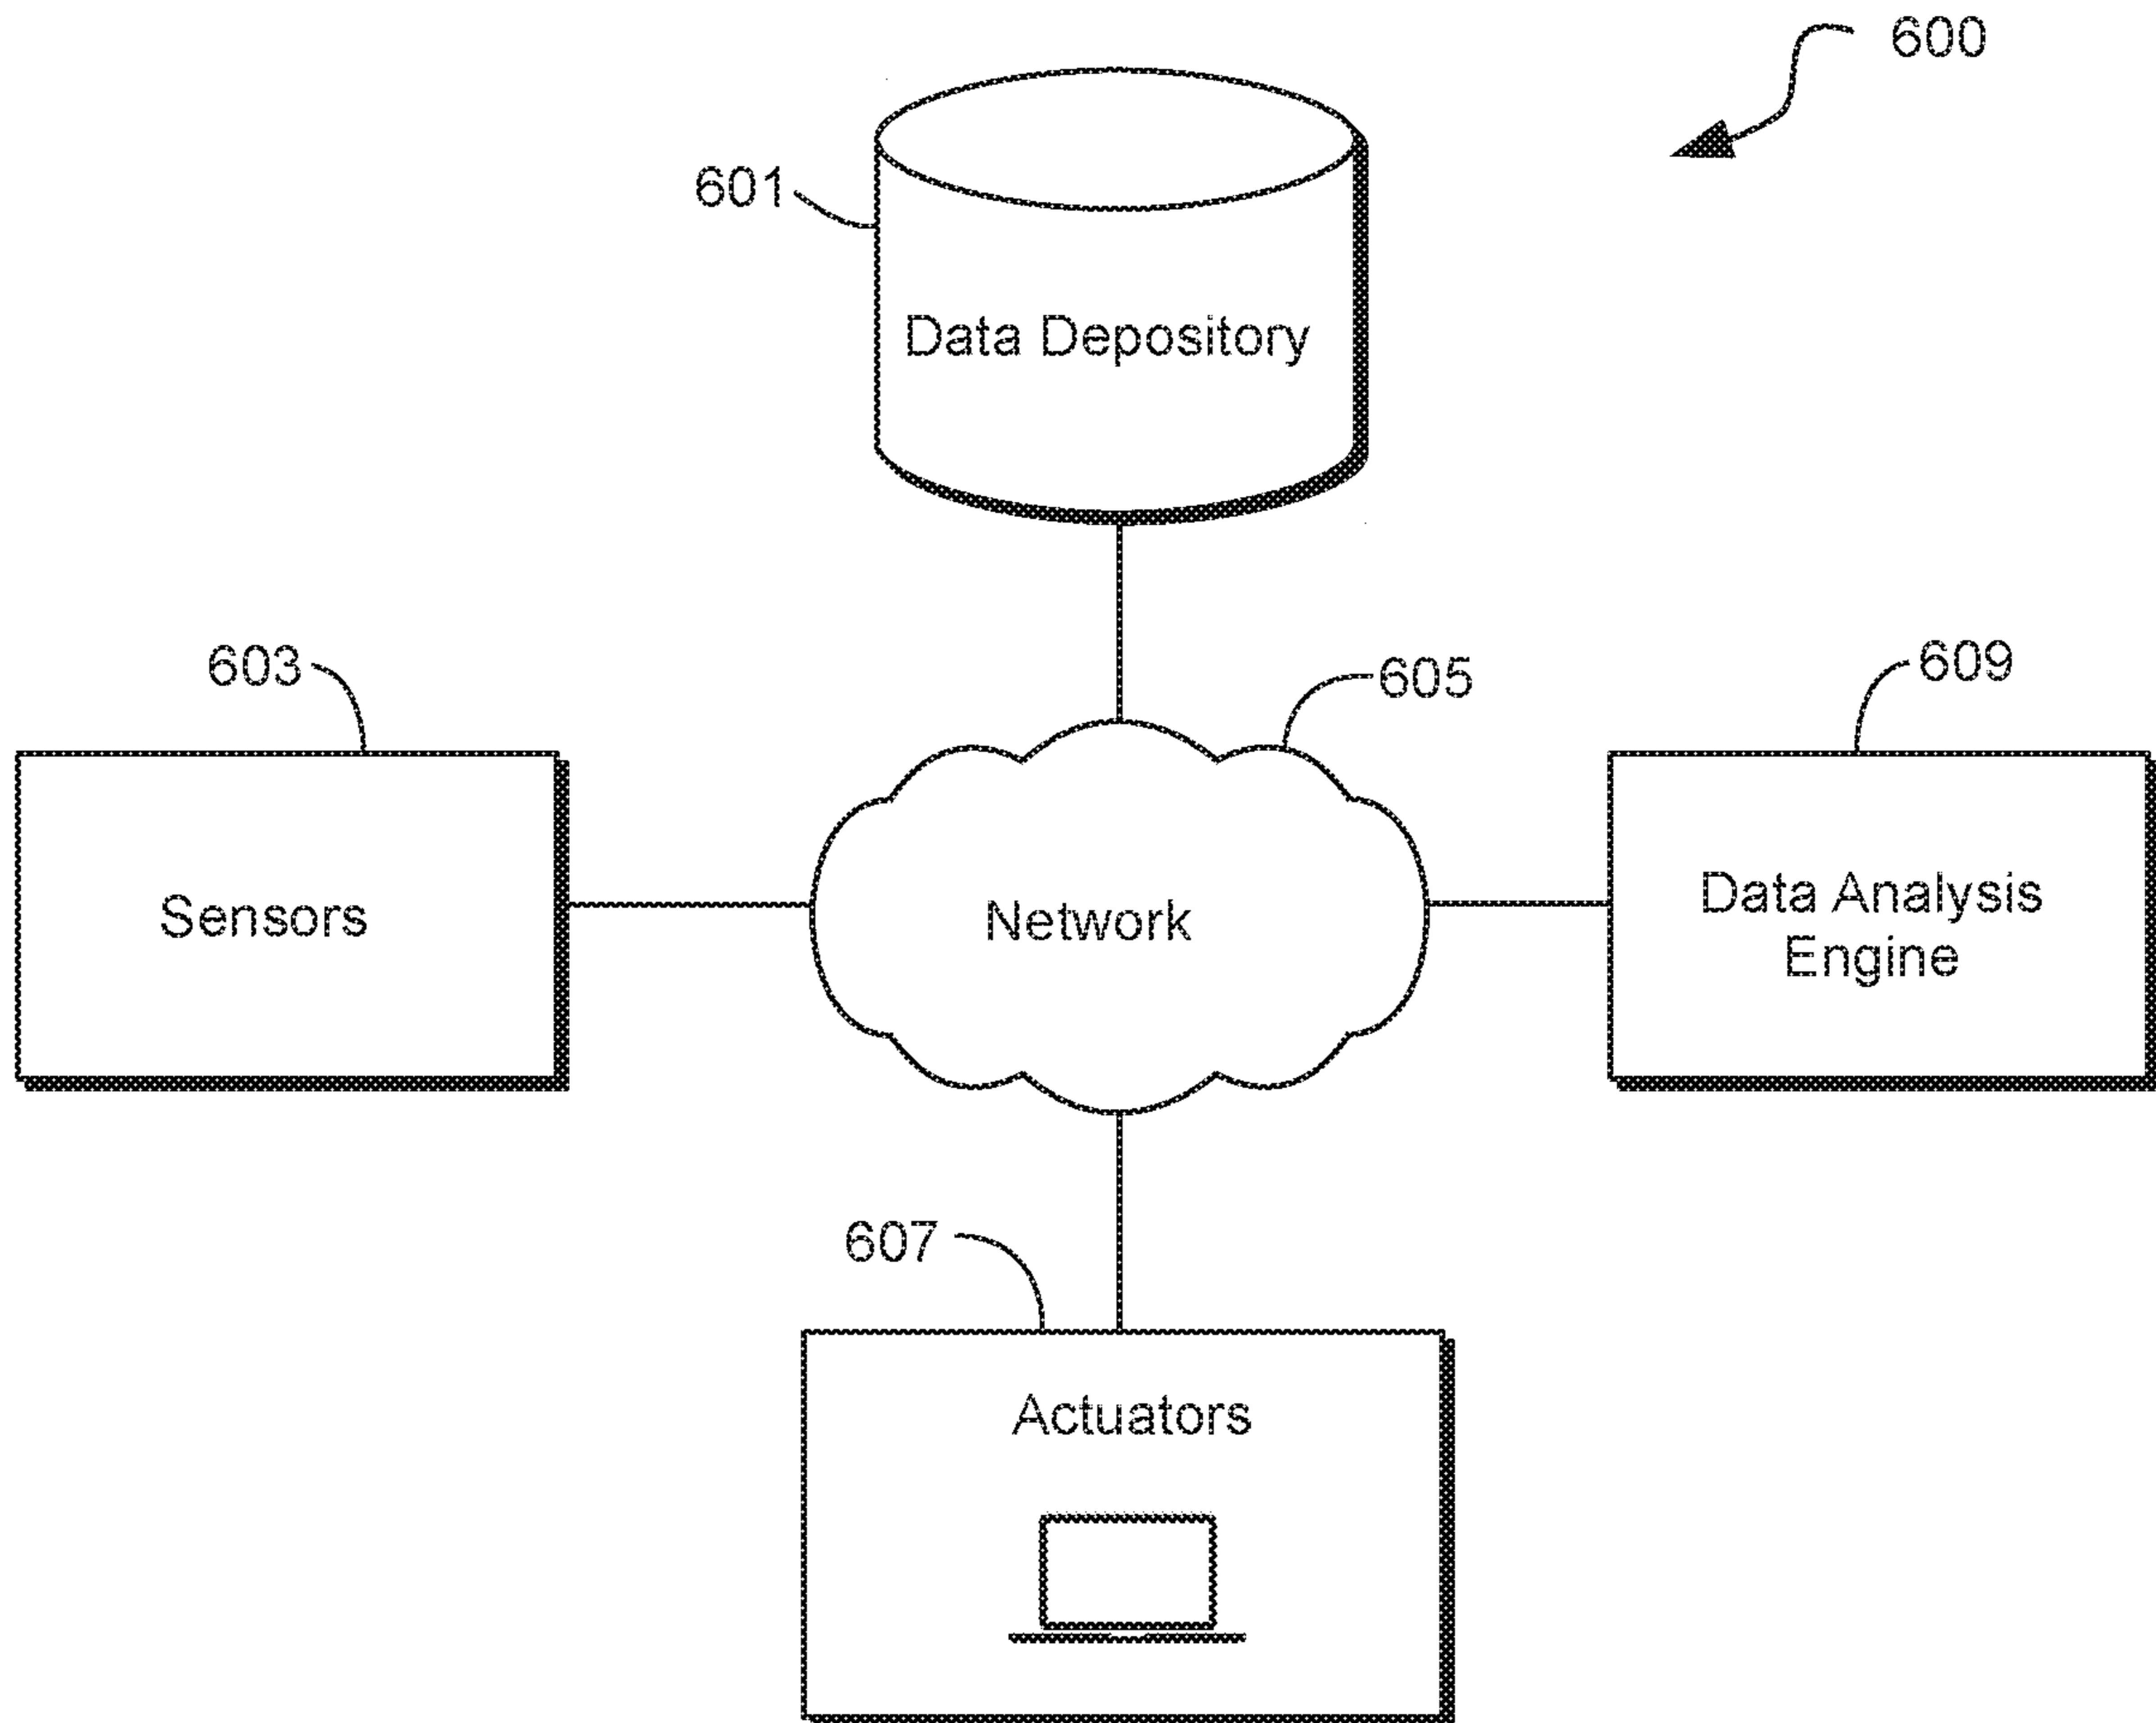 600
601
Data Depository
603
605
609
Sensors
Network
Data Analysis
Engine
607
Actuators